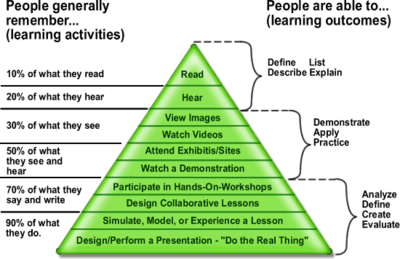 People generally
remember...
(learning activities)
People are able to...
(learning outcomes)
10% of what they read
Read
Define List
Describe Explain
20% of what they hear
Hear
30% of what they see
View Images
Watch Videos
Demonstrate
Apply
Practice
50% of what
they see and
hear
Attend Exhibitis/Sites
Watch a Demonstration
70% of what they
say and write
Participate in Hands-On-Workshops
Design Collaborative Lessons
Analyze
Define
Create
Evaluate
90% of what
they do.
Simulate, Model, or Experience a Lesson
Design/Perform a Presentation - "Do the Real Thing"